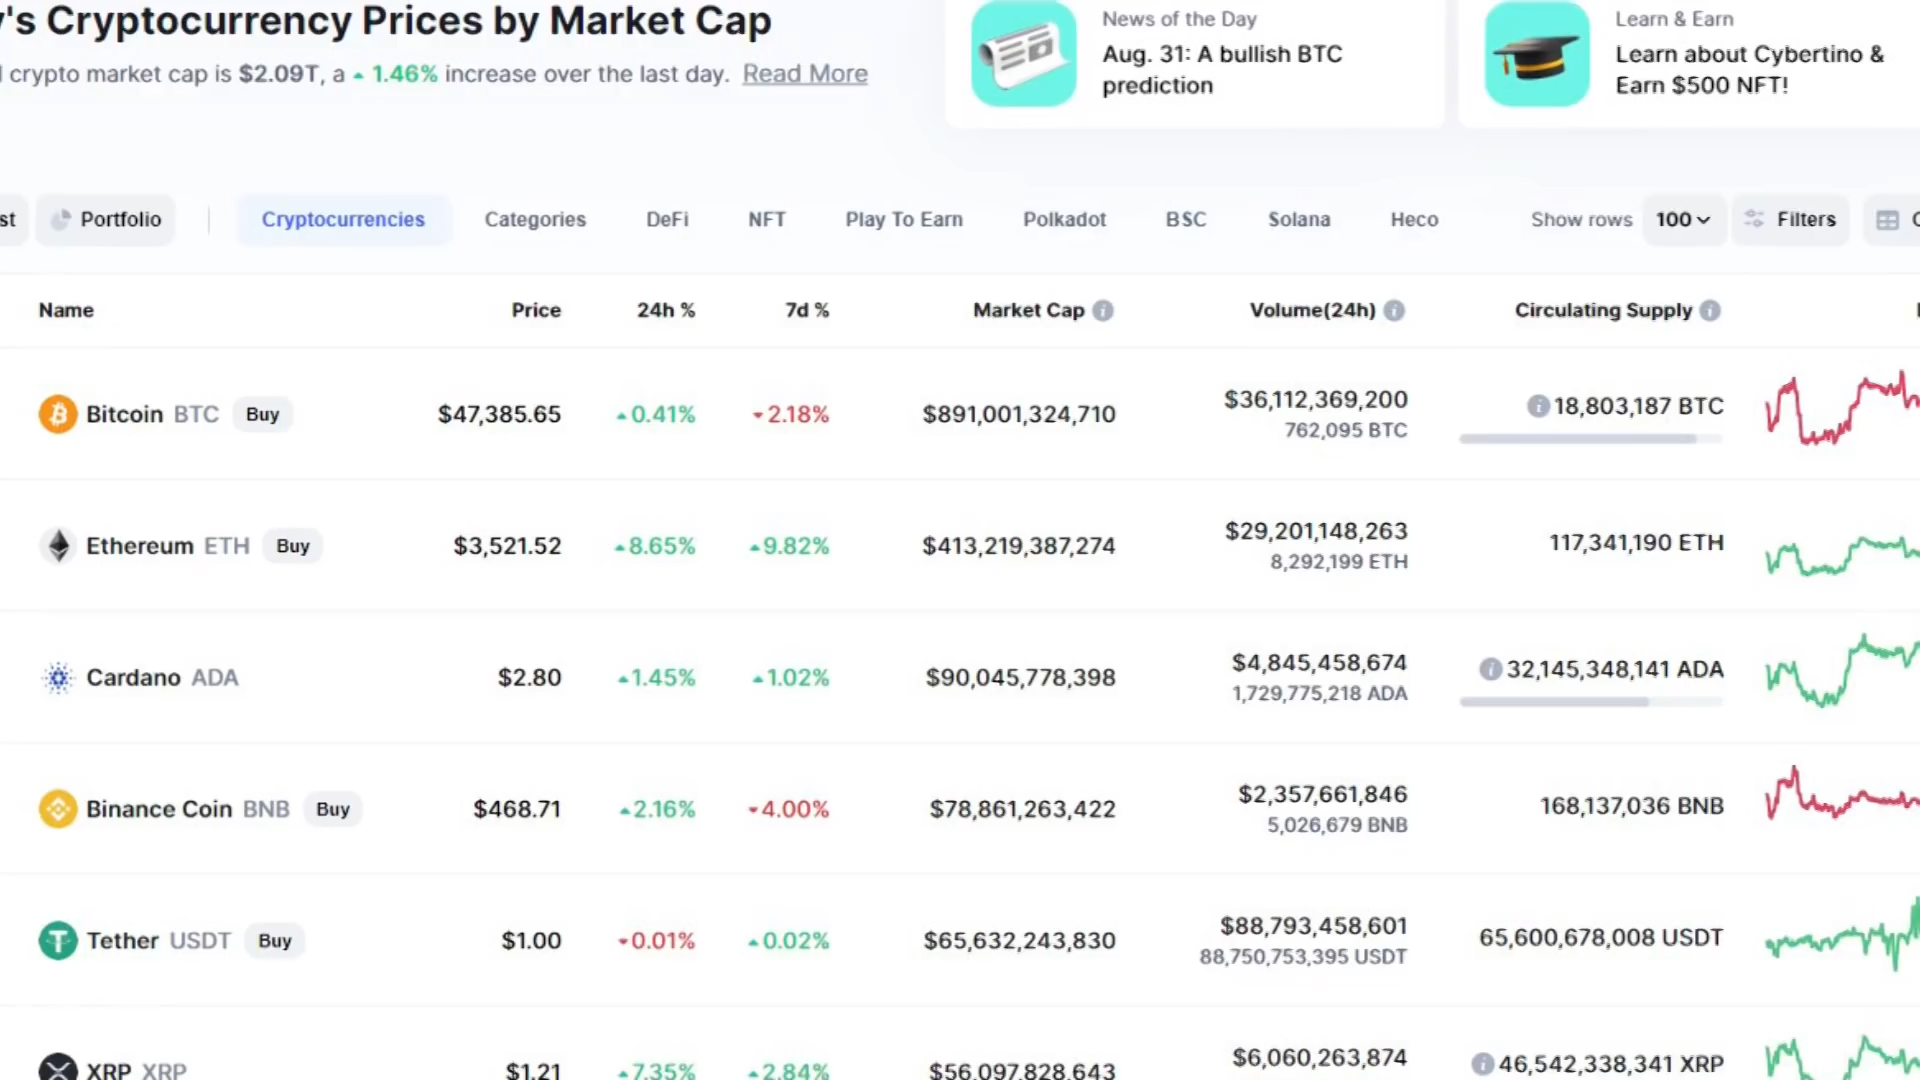 's Cryptocurrency Prices by Market Cap
crypto market cap is $2.09T, a 1.46% increase over the last day. Read More
News of the Day
Aug. 31: A bullish BTC
prediction
Learn & Earn
Learn about Cybertino &
Earn $500 NFT!
st Portfolio Cryptocurrencies Categories DeFi NFT Play To Earn Polkadot BSC Solana Heco Show rows 100 Filters
Name Price 24h % 7d % Market Cap Volume(24h) Circulating Supply
Bitcoin BTC Buy $47,385.65 0.41% 2.18% $891,001,324,710 $36,112,369,200 18,803,187 BTC
762,095 BTC
Ethereum ETH Buy $3,521.52 8.65% 9.82% $413,219,387,274 $29,201,148,263 117,341,190 ETH
8,292,199 ETH
Cardano ADA $2.80 1.45% 1.02% $90,045,778,398 $4,845,458,674 32,145,348,141 ADA
1,729,775,218 ADA
Binance Coin BNB Buy $468.71 2.16% 4.00% $78,861,263,422 $2,357,661,846 168,137,036 BNB
5,026,679 BNB
Tether USDT Buy $1.00 0.01% 0.02% $65,632,243,830 $88,793,458,601 65,600,678,008 USDT
88,750,753,395 USDT
XRP XRP $1.21 7.35% 2.84% $56,097,828,643 $6,060,263,874 46,542,338,341 XRP